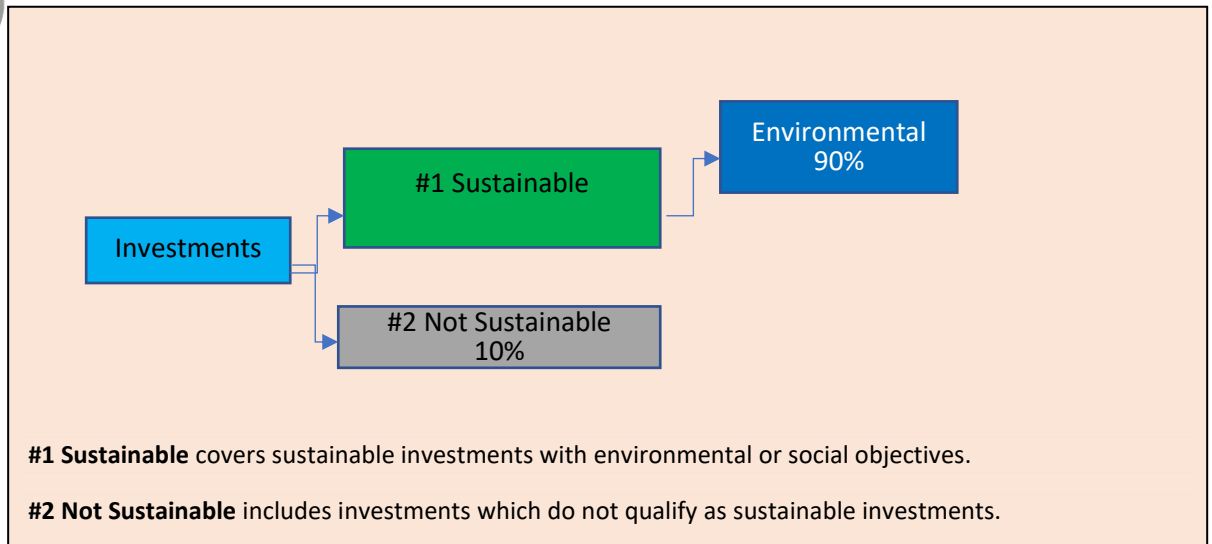 Environmental
90%
#1 Sustainable
Investments
#2 Not Sustainable
10%
#1 Sustainable covers sustainable investments with environmental or social objectives.
#2 Not Sustainable includes investments which do not qualify as sustainable investments.